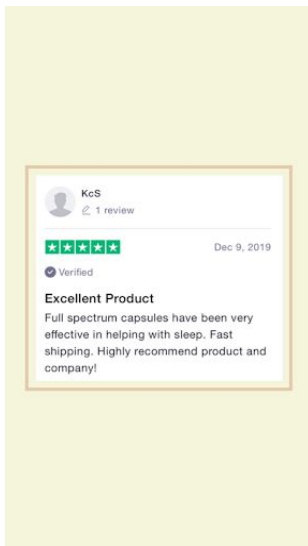 KcS
1 review
Dec 9, 2019
Verified
Excellent Product
Full spectrum capsules have been very
effective in helping with sleep. Fast
shipping. Highly recommend product and
company!